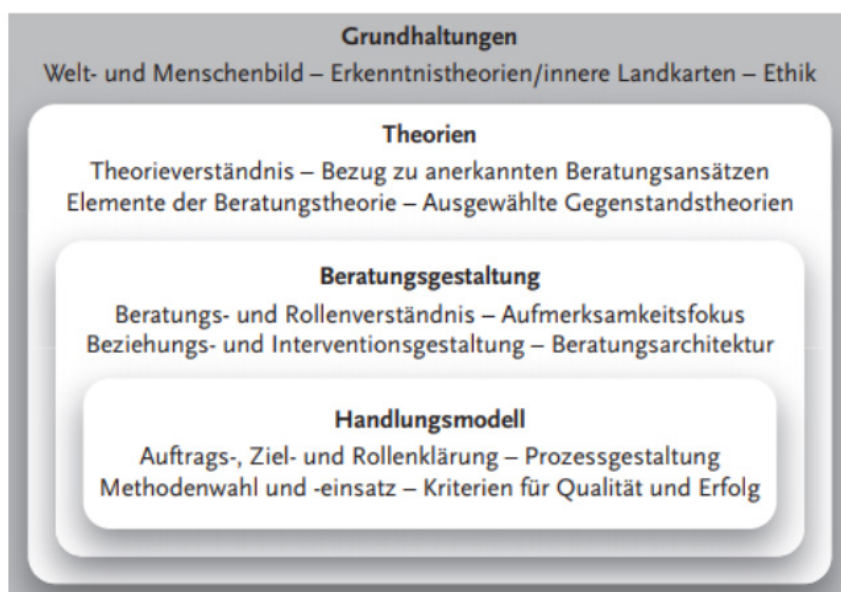 Grundhaltungen
Welt- und Menschenbild – Erkenntnistheorien/innere Landkarten – Ethik
Theorien
Theorieverständnis – Bezug zu anerkannten Beratungsansätzen
Elemente der Beratungstheorie – Ausgewählte Gegenstandstheorien
Beratungsgestaltung
Beratungs- und Rollenverständnis – Aufmerksamkeitsfokus
Beziehungs- und Interventionsgestaltung – Beratungsarchitektur
Handlungsmodell
Auftrags-, Ziel- und Rollenklärung – Prozessgestaltung
Methodenwahl und -einsatz – Kriterien für Qualität und Erfolg